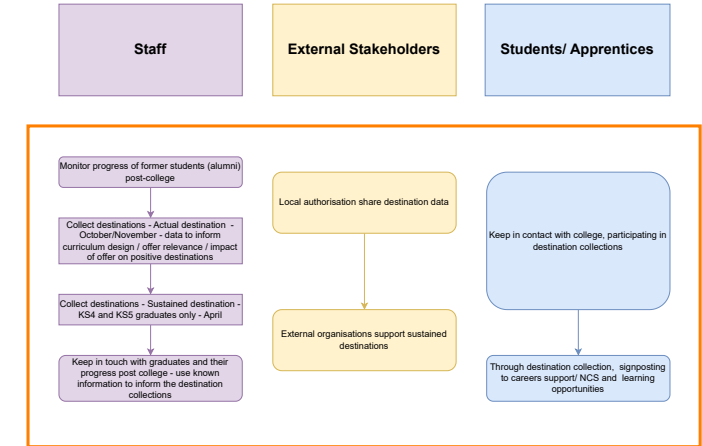 Staff
External Stakeholders
Students/ Apprentices
Monitor progress of former students (alumni)
post-college
Collect destinations - Actual destination -
October/November - data to inform
curriculum design / offer relevance / impact
of offer on positive destinations
Collect destinations - Sustained destination -
KS4 and KS5 graduates only - April
Keep in touch with graduates and their
progress post college - use known
information to inform the destination
collections
Local authorisation share destination data
External organisations support sustained
destinations
Keep in contact with college, participating in
destination collections
Through destination collection, signposting
to careers support/ NCS and learning
opportunities